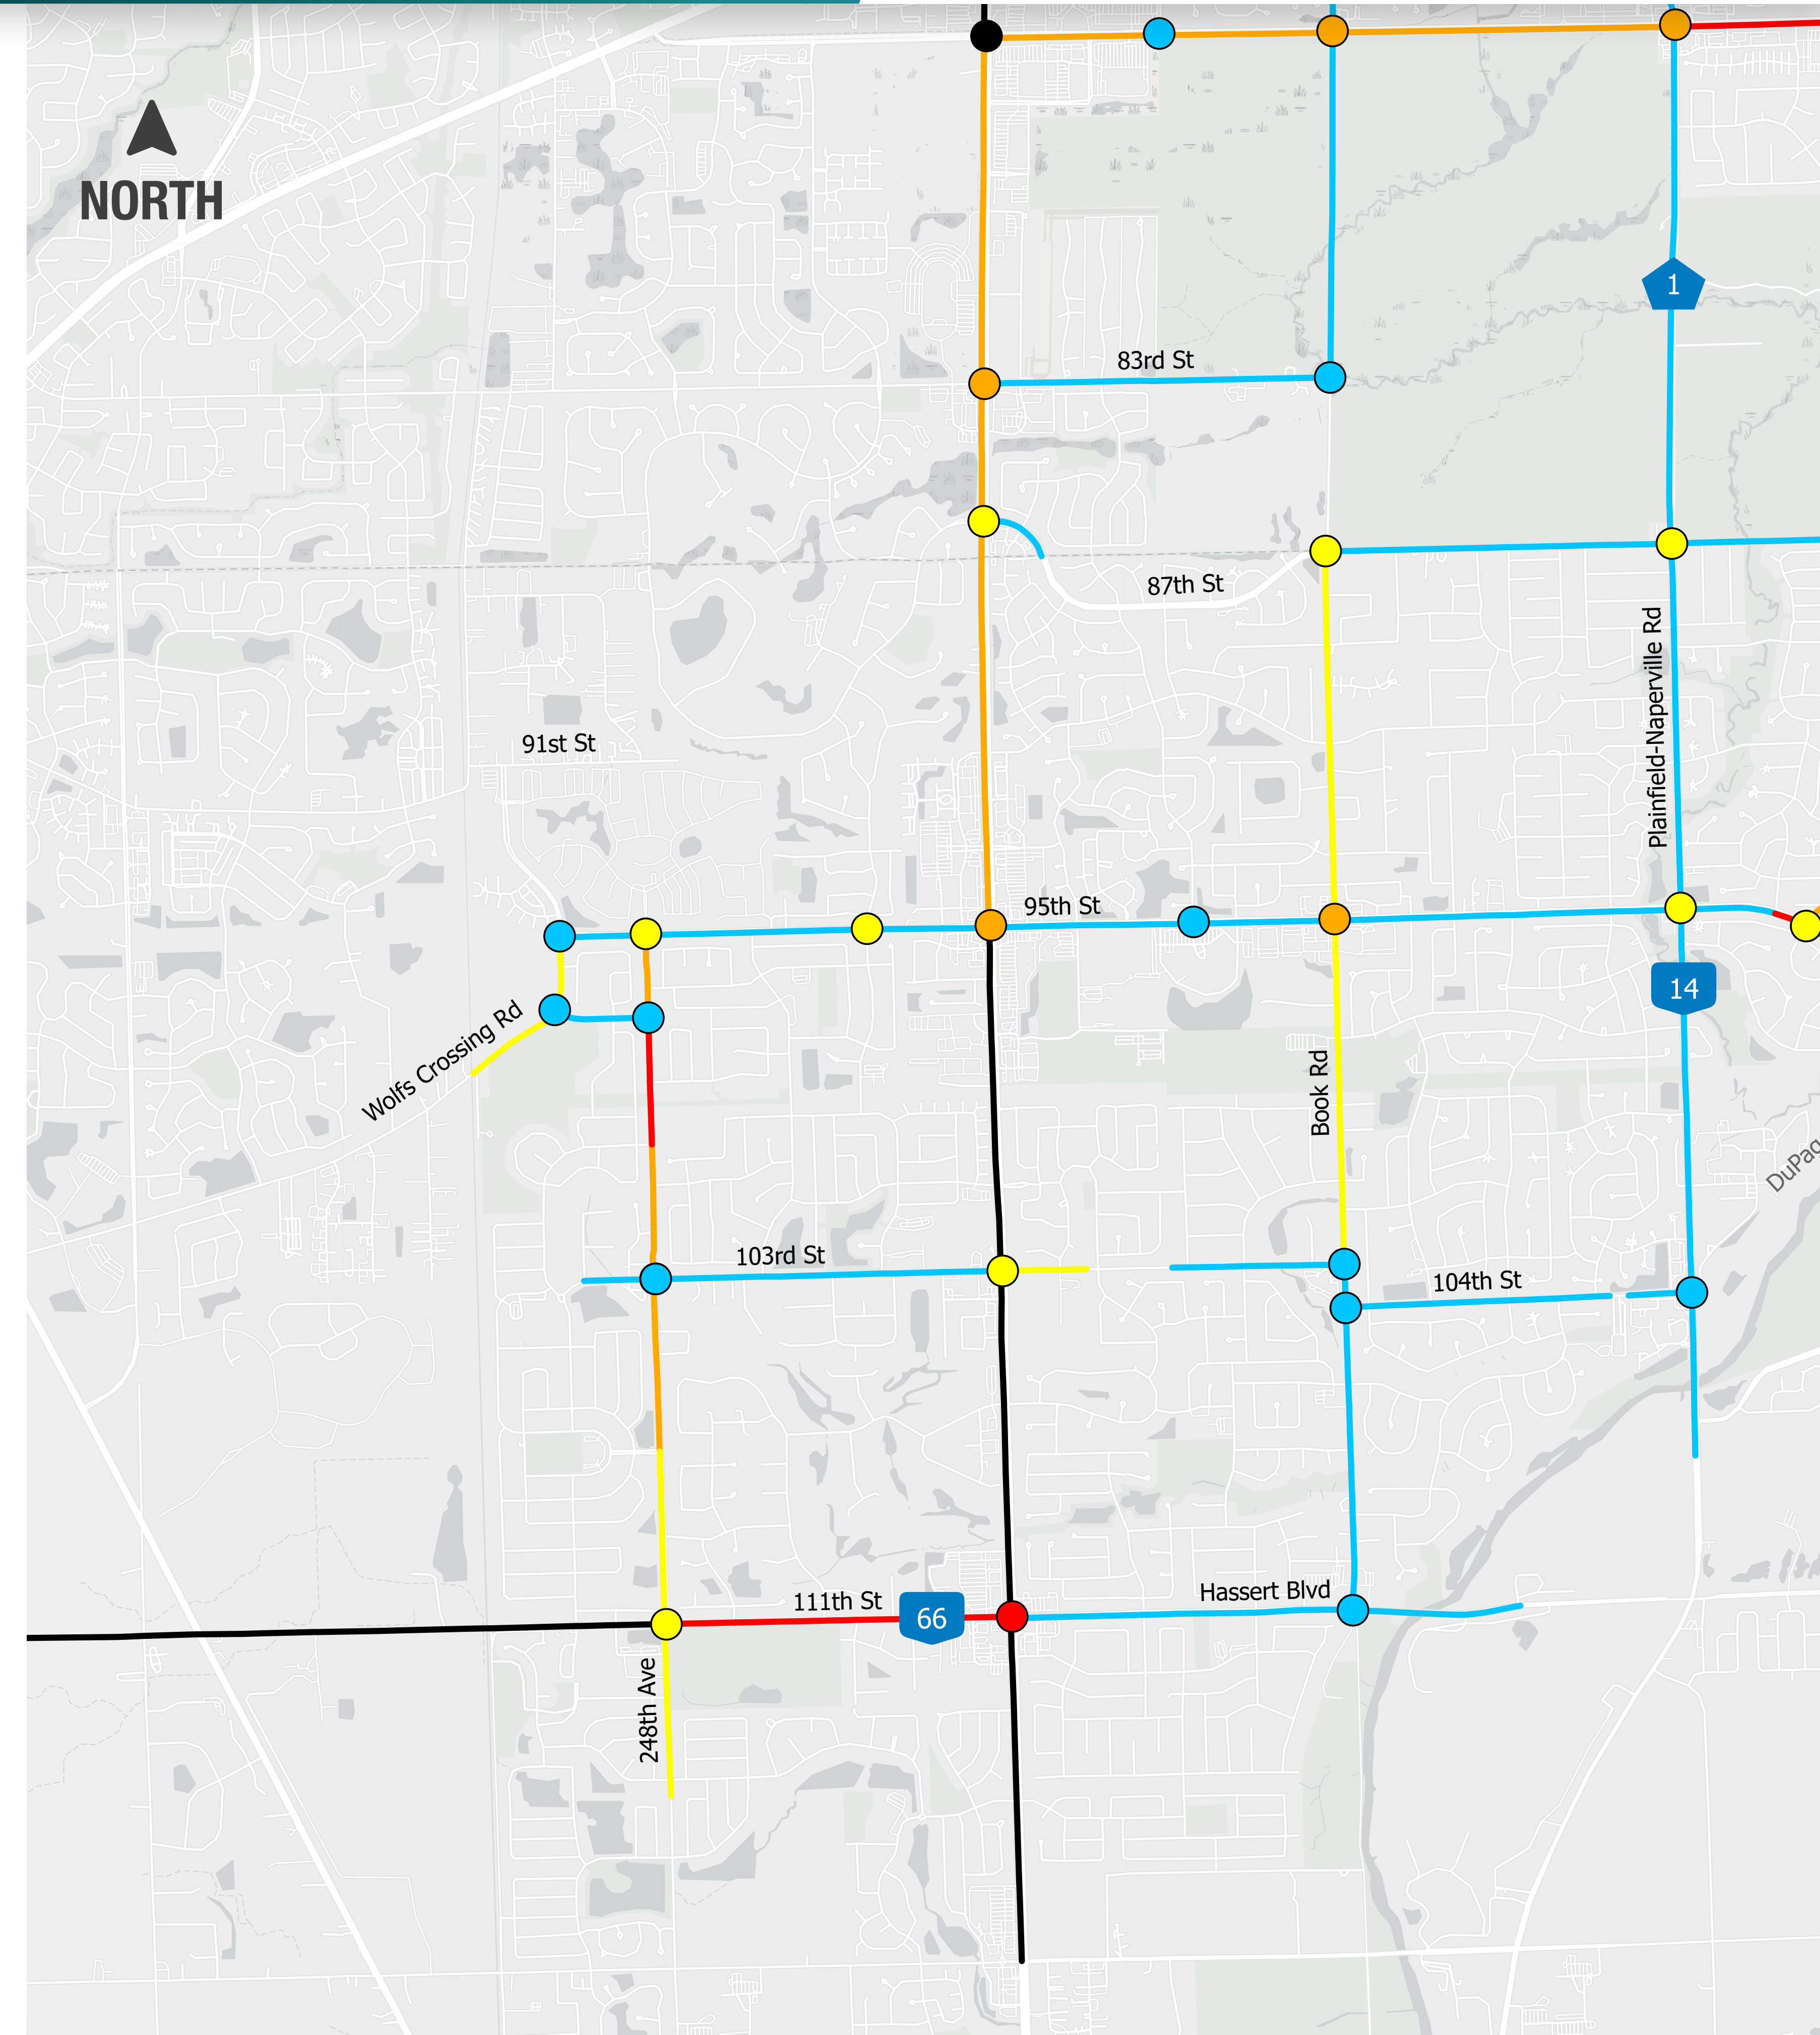 NORTH
1
83rd St
87th St
Plainfield-Naperville Rd
91st St
95th St
14
Wolfs Crossing Rd
Book Rd
DuPag
103rd St
104th St
Hassert Blvd
111th St
66
248th Ave